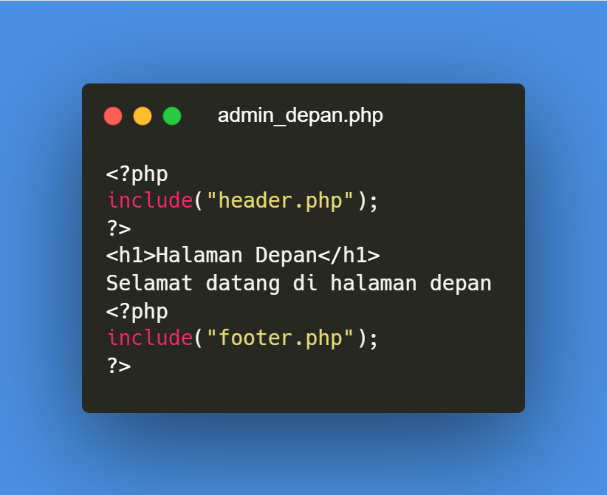 admin_depan.php
<?php
include("header.php");
?>
<h1>Halaman Depan</h1>
Selamat datang di halaman depan
<?php
include("footer.php");
?>